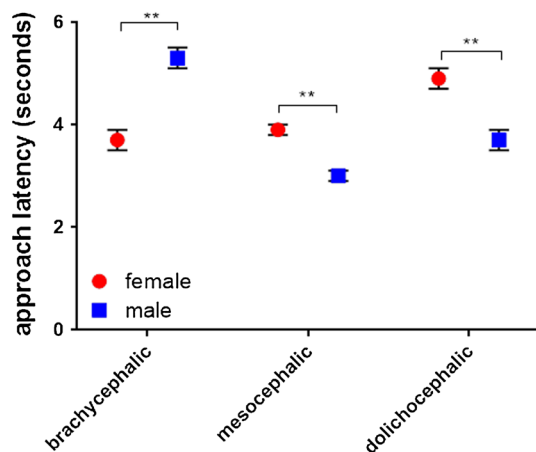 approach latency (seconds)
6
4
2
0
**
**
**
female
male
brachycephalic
mesocephalic
dolichocephalic